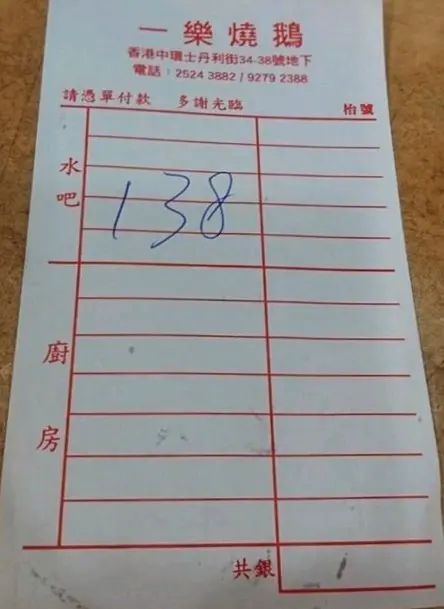 一樂燒鵝
香港中環士丹利街34-38號地下
電話：2524 3882 / 9279 2388
請憑單付款 多謝光臨 枱號
水吧
138
廚房
共銀